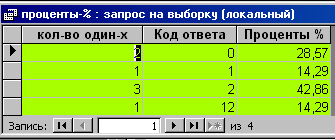 проценты-% : запрос на выборку (локальный)
кол-во один-х Код ответа Проценты %
2 0 28,57
1 1 14,29
3 2 42,86
1 12 14,29
Запись: 1 из 4